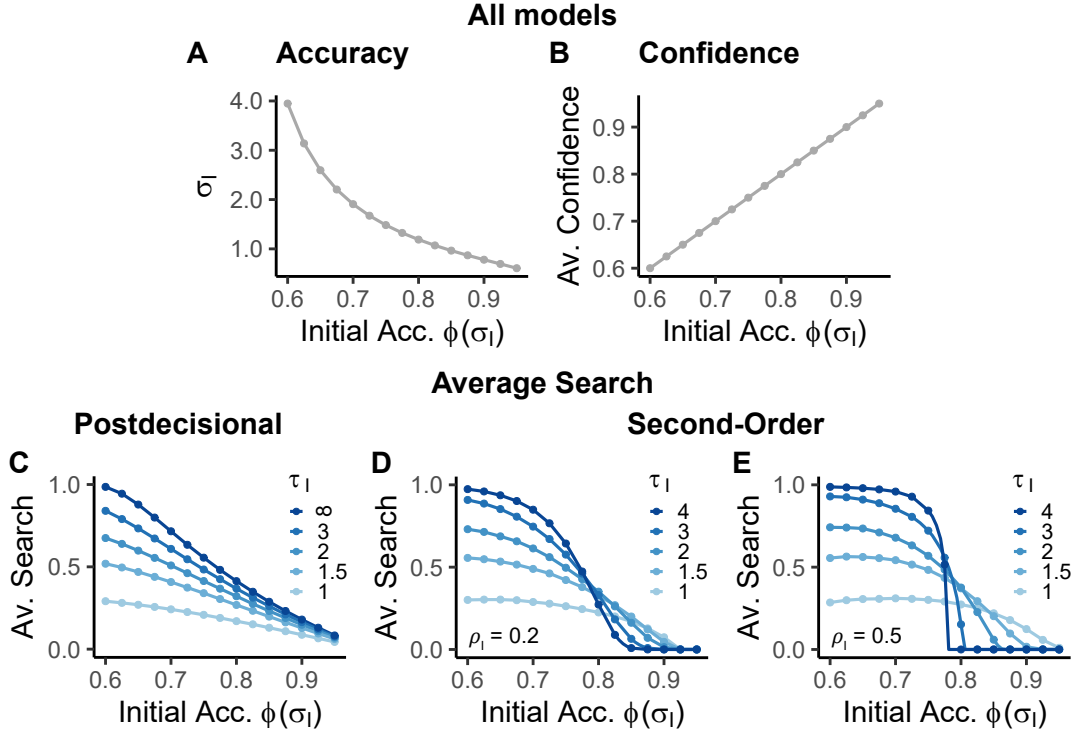 All models
A Accuracy
B Confidence
σI
4.0
3.0
2.0
1.0
0.6 0.7 0.8 0.9
Initial Acc. ϕ(σI)
Av. Confidence
0.9
0.8
0.7
0.6
0.6 0.7 0.8 0.9
Initial Acc. ϕ(σI)
Average Search
Postdecisional
Second-Order
C
Av. Search
1.0
0.5
0.0
τI
8
3
2
1.5
1
0.6 0.7 0.8 0.9
Initial Acc. ϕ(σI)
D
Av. Search
1.0
0.5
0.0
τI
4
3
2
1.5
1
ρI = 0.2
0.6 0.7 0.8 0.9
Initial Acc. ϕ(σI)
E
Av. Search
1.0
0.5
0.0
τI
4
3
2
1.5
1
ρI = 0.5
0.6 0.7 0.8 0.9
Initial Acc. ϕ(σI)